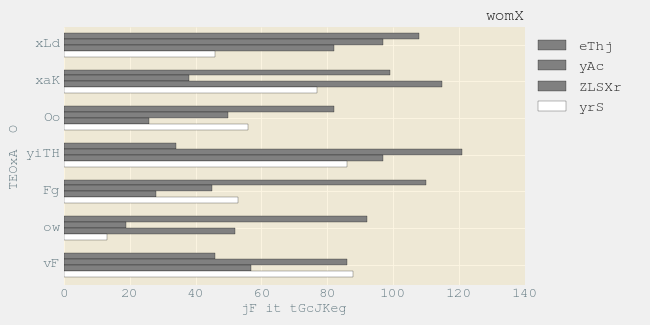 womX
xLd
xaK
Oo
yiTH
Fg
ow
vF
TEOxA O
0 20 40 60 80 100 120 140
jF it tGcJKeg
eThj
yAc
ZLSXr
yrS